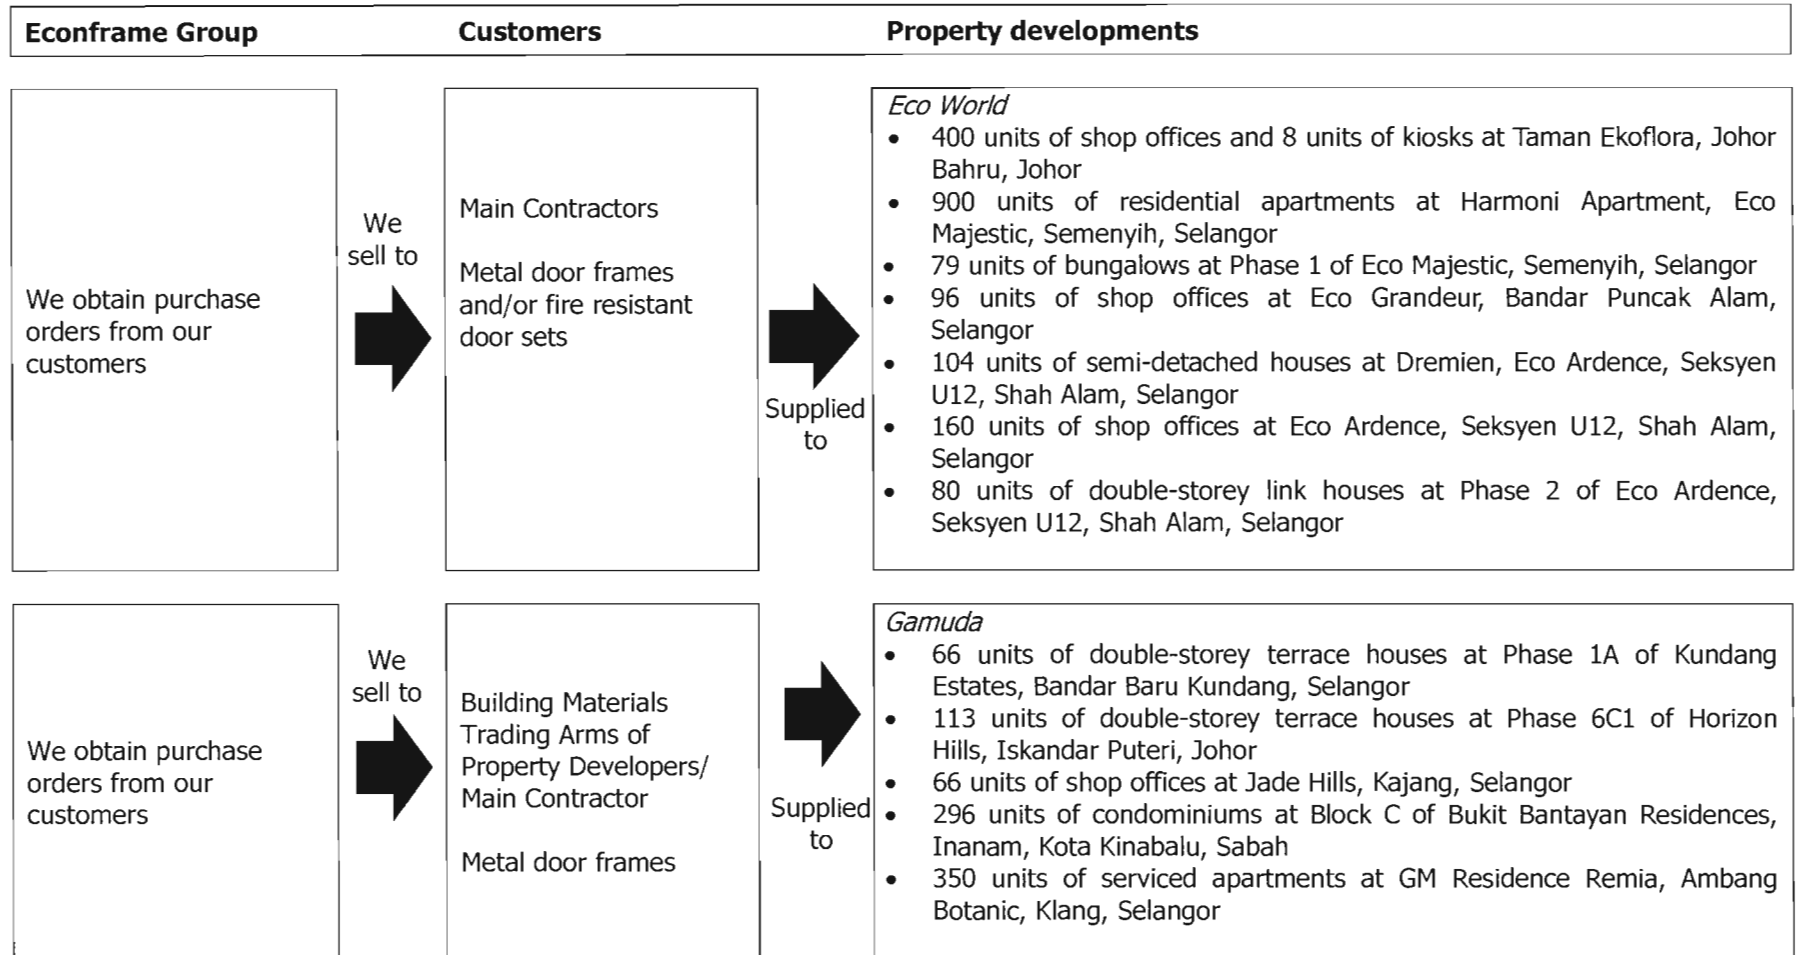 Econframe Group Customers Property developments
We obtain purchase
orders from our
customers
We
sell to
Main Contractors
Metal door frames
and/or fire resistant
door sets
Supplied
to
Eco World
• 400 units of shop offices and 8 units of kiosks at Taman Ekoflora, Johor
Bahru, Johor
• 900 units of residential apartments at Harmoni Apartment, Eco
Majestic, Semenyih, Selangor
• 79 units of bungalows at Phase 1 of Eco Majestic, Semenyih, Selangor
• 96 units of shop offices at Eco Grandeur, Bandar Puncak Alam,
Selangor
• 104 units of semi-detached houses at Dremien, Eco Ardence, Seksyen
U12, Shah Alam, Selangor
• 160 units of shop offices at Eco Ardence, Seksyen U12, Shah Alam,
Selangor
• 80 units of double-storey link houses at Phase 2 of Eco Ardence,
Seksyen U12, Shah Alam, Selangor
We obtain purchase
orders from our
customers
We
sell to
Building Materials
Trading Arms of
Property Developers/
Main Contractor
Metal door frames
Supplied
to
Gamuda
• 66 units of double-storey terrace houses at Phase 1A of Kundang
Estates, Bandar Baru Kundang, Selangor
• 113 units of double-storey terrace houses at Phase 6C1 of Horizon
Hills, Iskandar Puteri, Johor
• 66 units of shop offices at Jade Hills, Kajang, Selangor
• 296 units of condominiums at Block C of Bukit Bantayan Residences,
Inanam, Kota Kinabalu, Sabah
• 350 units of serviced apartments at GM Residence Remia, Ambang
Botanic, Klang, Selangor